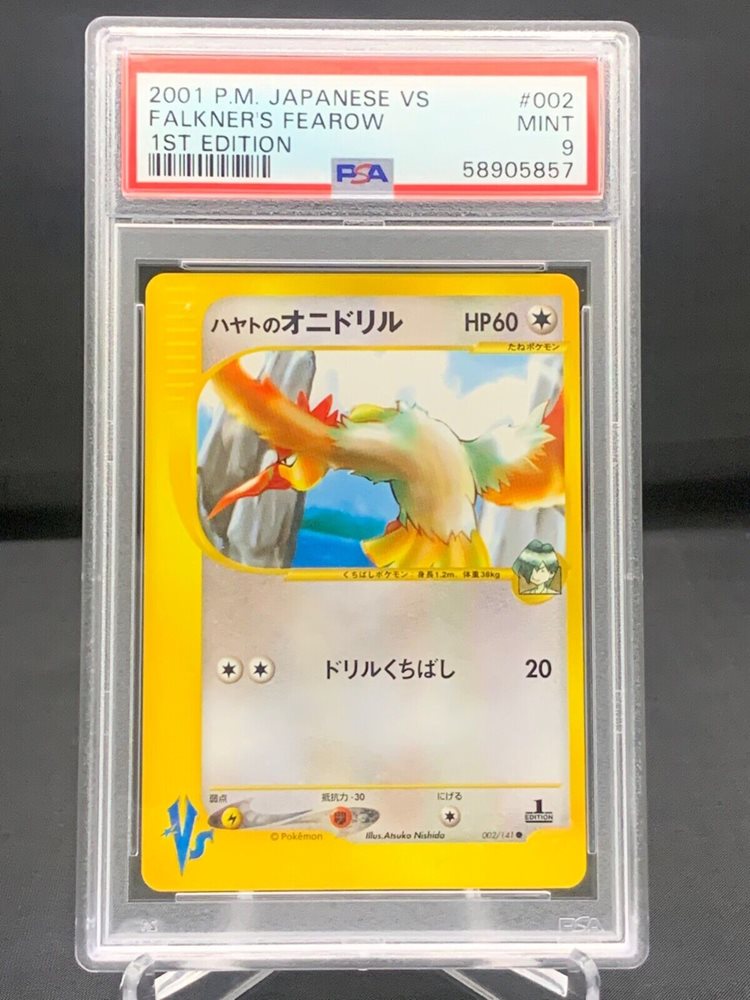 2001 P.M. JAPANESE VS #002
FALKNER'S FEAROW MINT
1ST EDITION 9
PSA 58905857
ハヤトのオニドリル HP60
たねポケモン
くちばしポケモン 身長1.2m. 体重38kg
ドリルくちばし 20
弱点 抵抗力-30 にげる
1
EDITION
© Pokémon Illus.Atsuko Nishida 002/141
VS
PSA